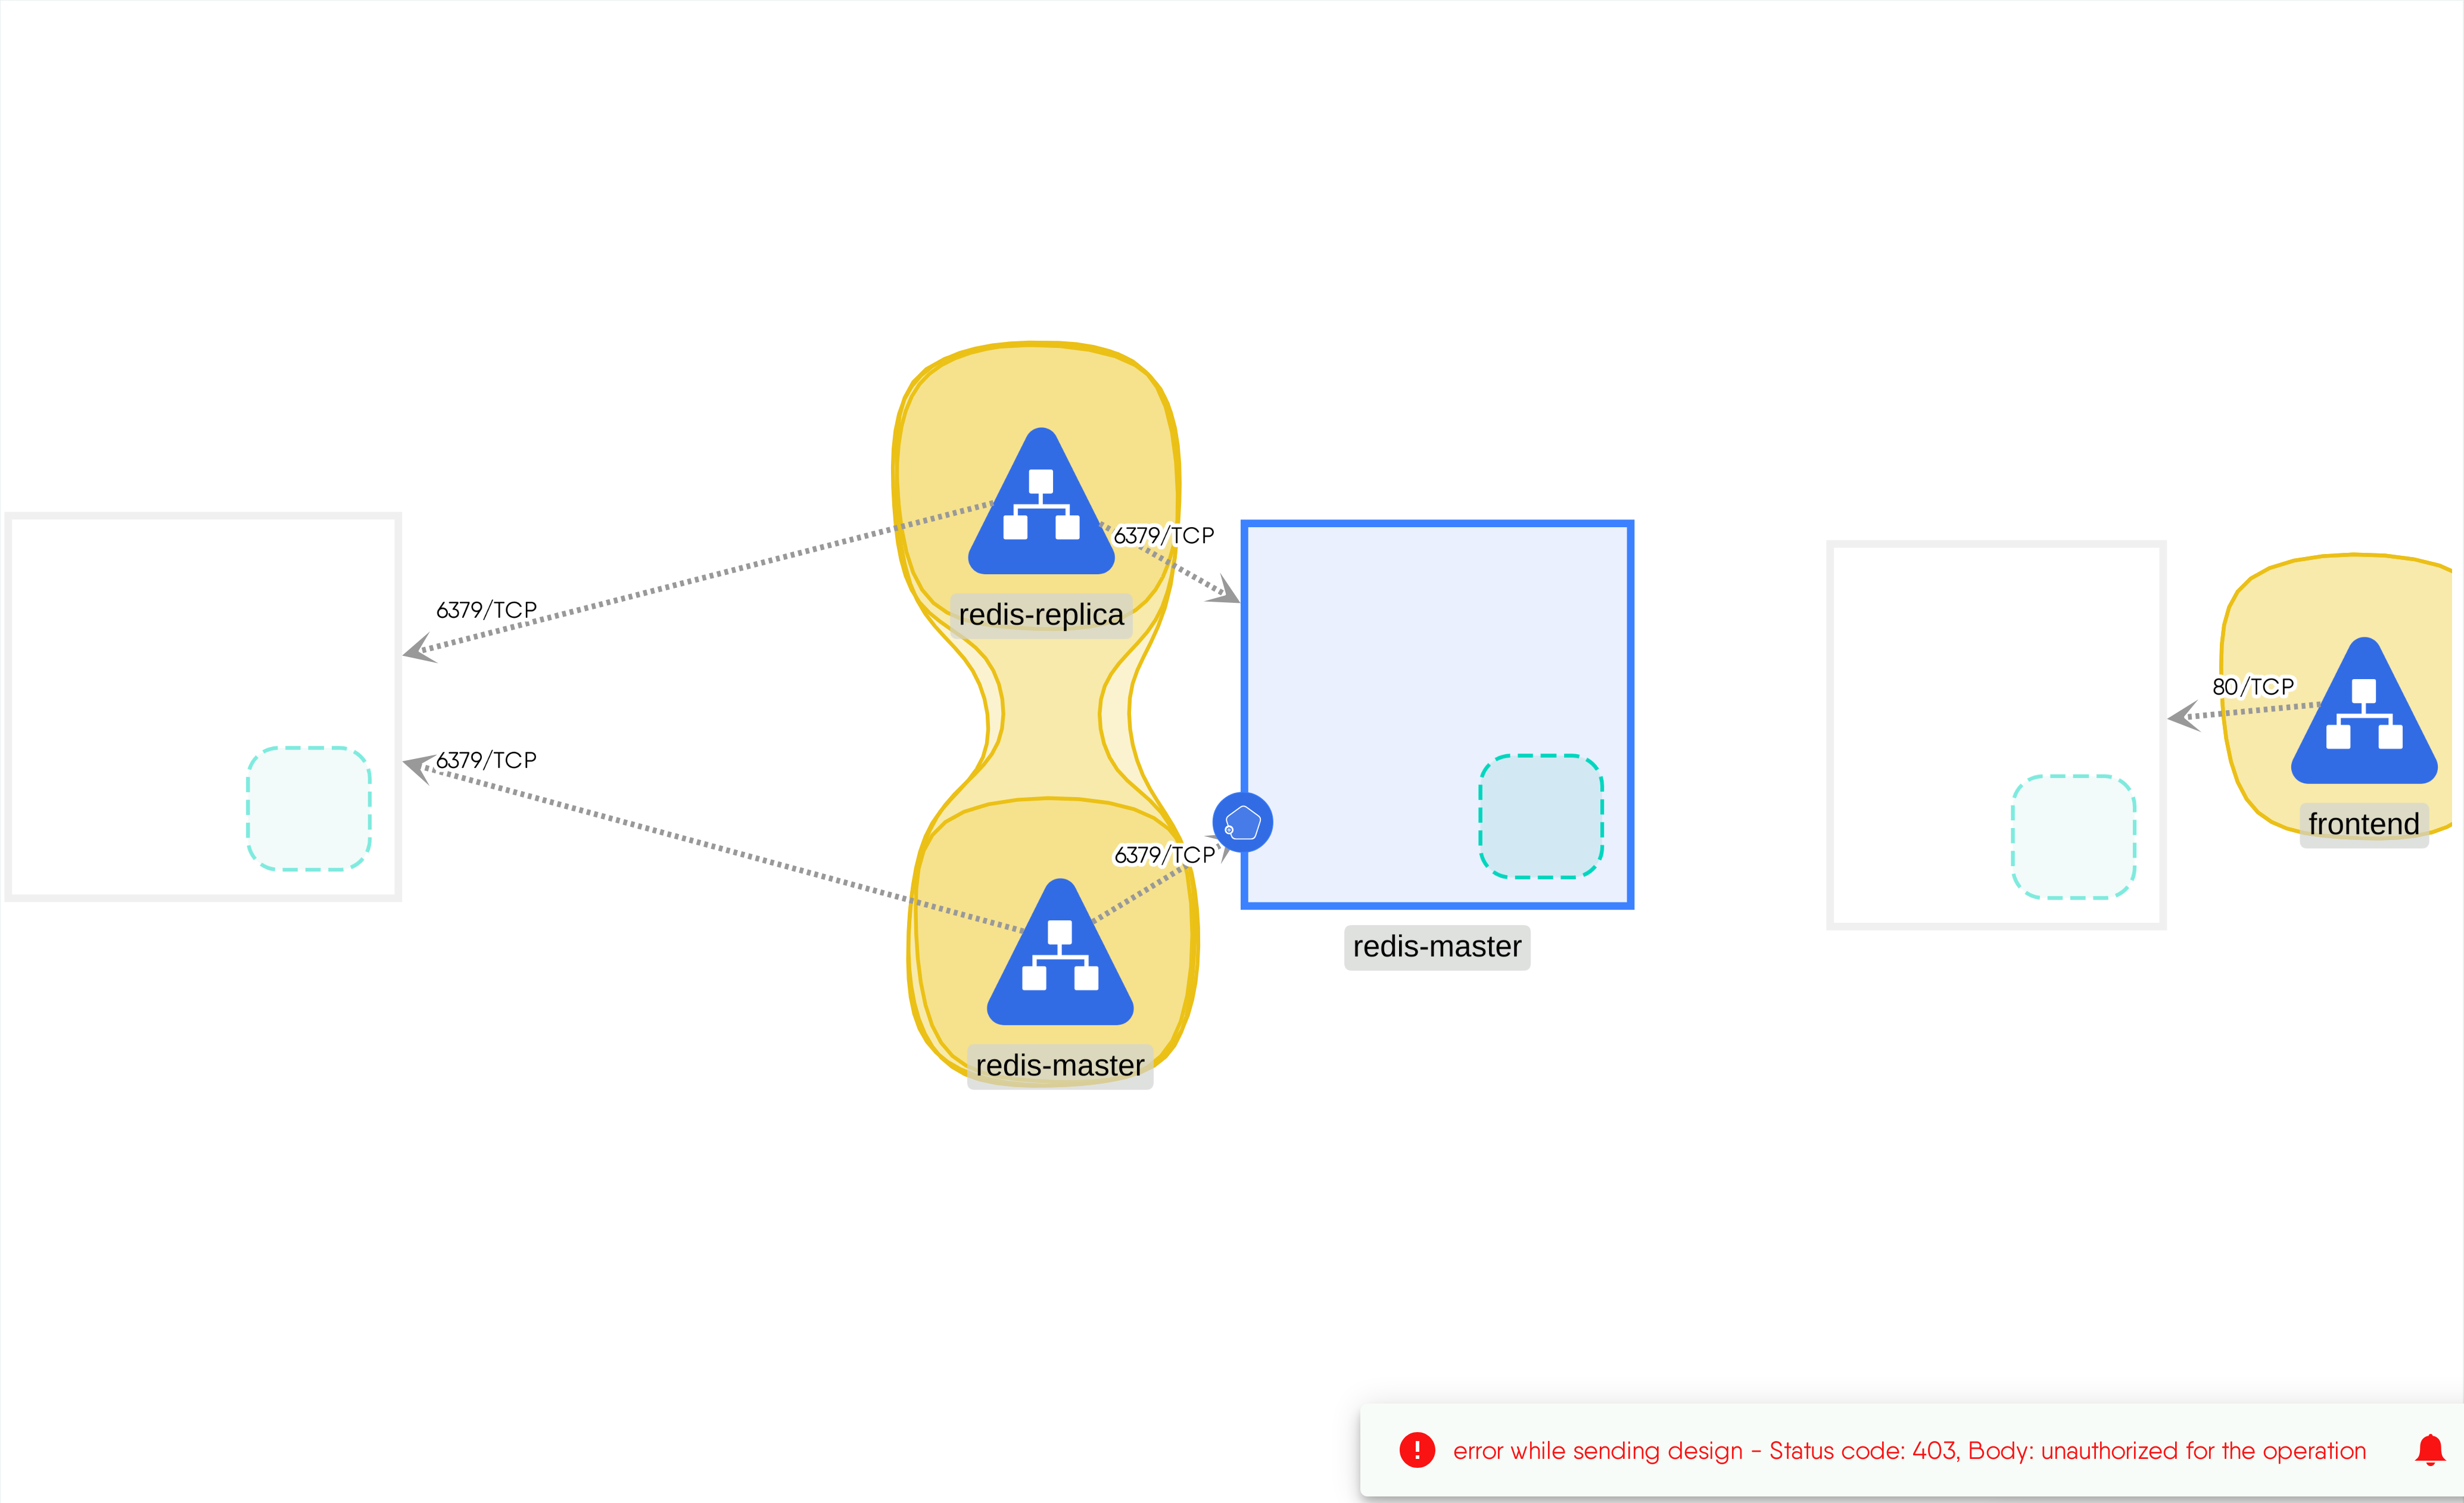 6379/TCP
redis-replica
6379/TCP
80/TCP
6379/TCP
frontend
6379/TCP
redis-master
redis-master
error while sending design - Status code: 403, Body: unauthorized for the operation